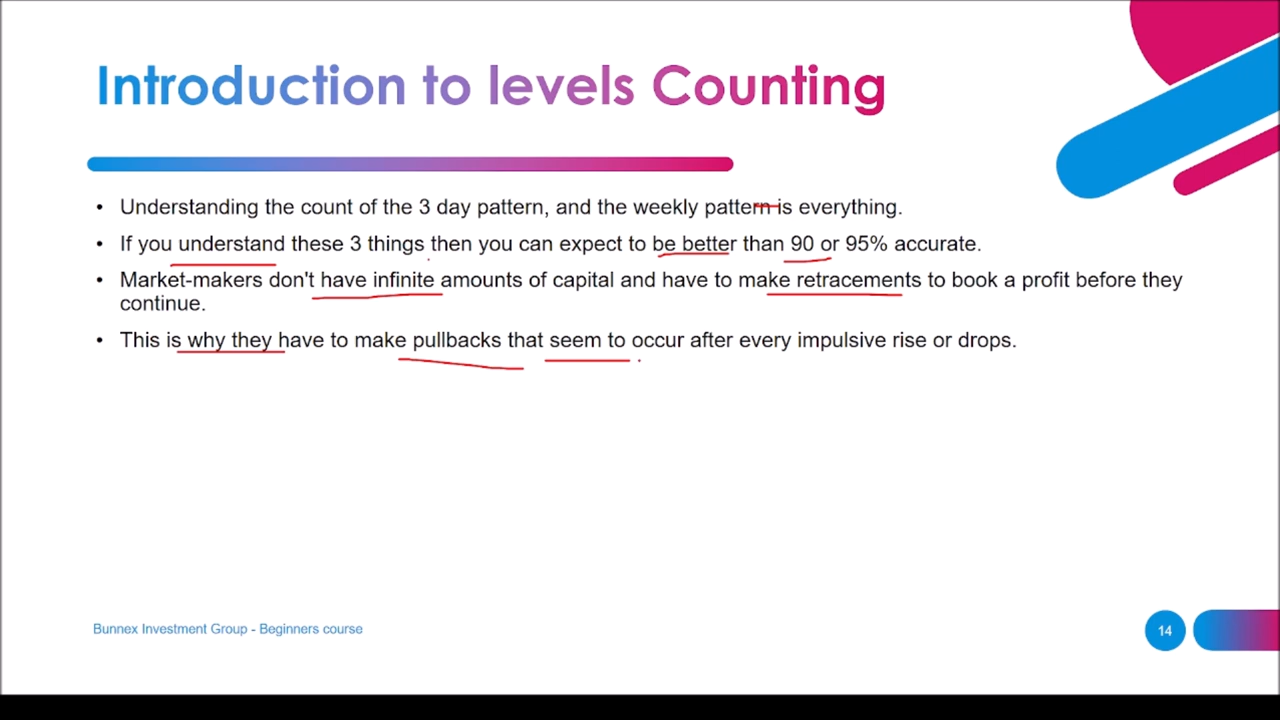 Introduction to levels Counting
• Understanding the count of the 3 day pattern, and the weekly pattern is everything.
• If you understand these 3 things then you can expect to be better than 90 or 95% accurate.
• Market-makers don't have infinite amounts of capital and have to make retracements to book a profit before they
continue.
• This is why they have to make pullbacks that seem to occur after every impulsive rise or drops.
Bunnex Investment Group - Beginners course
14